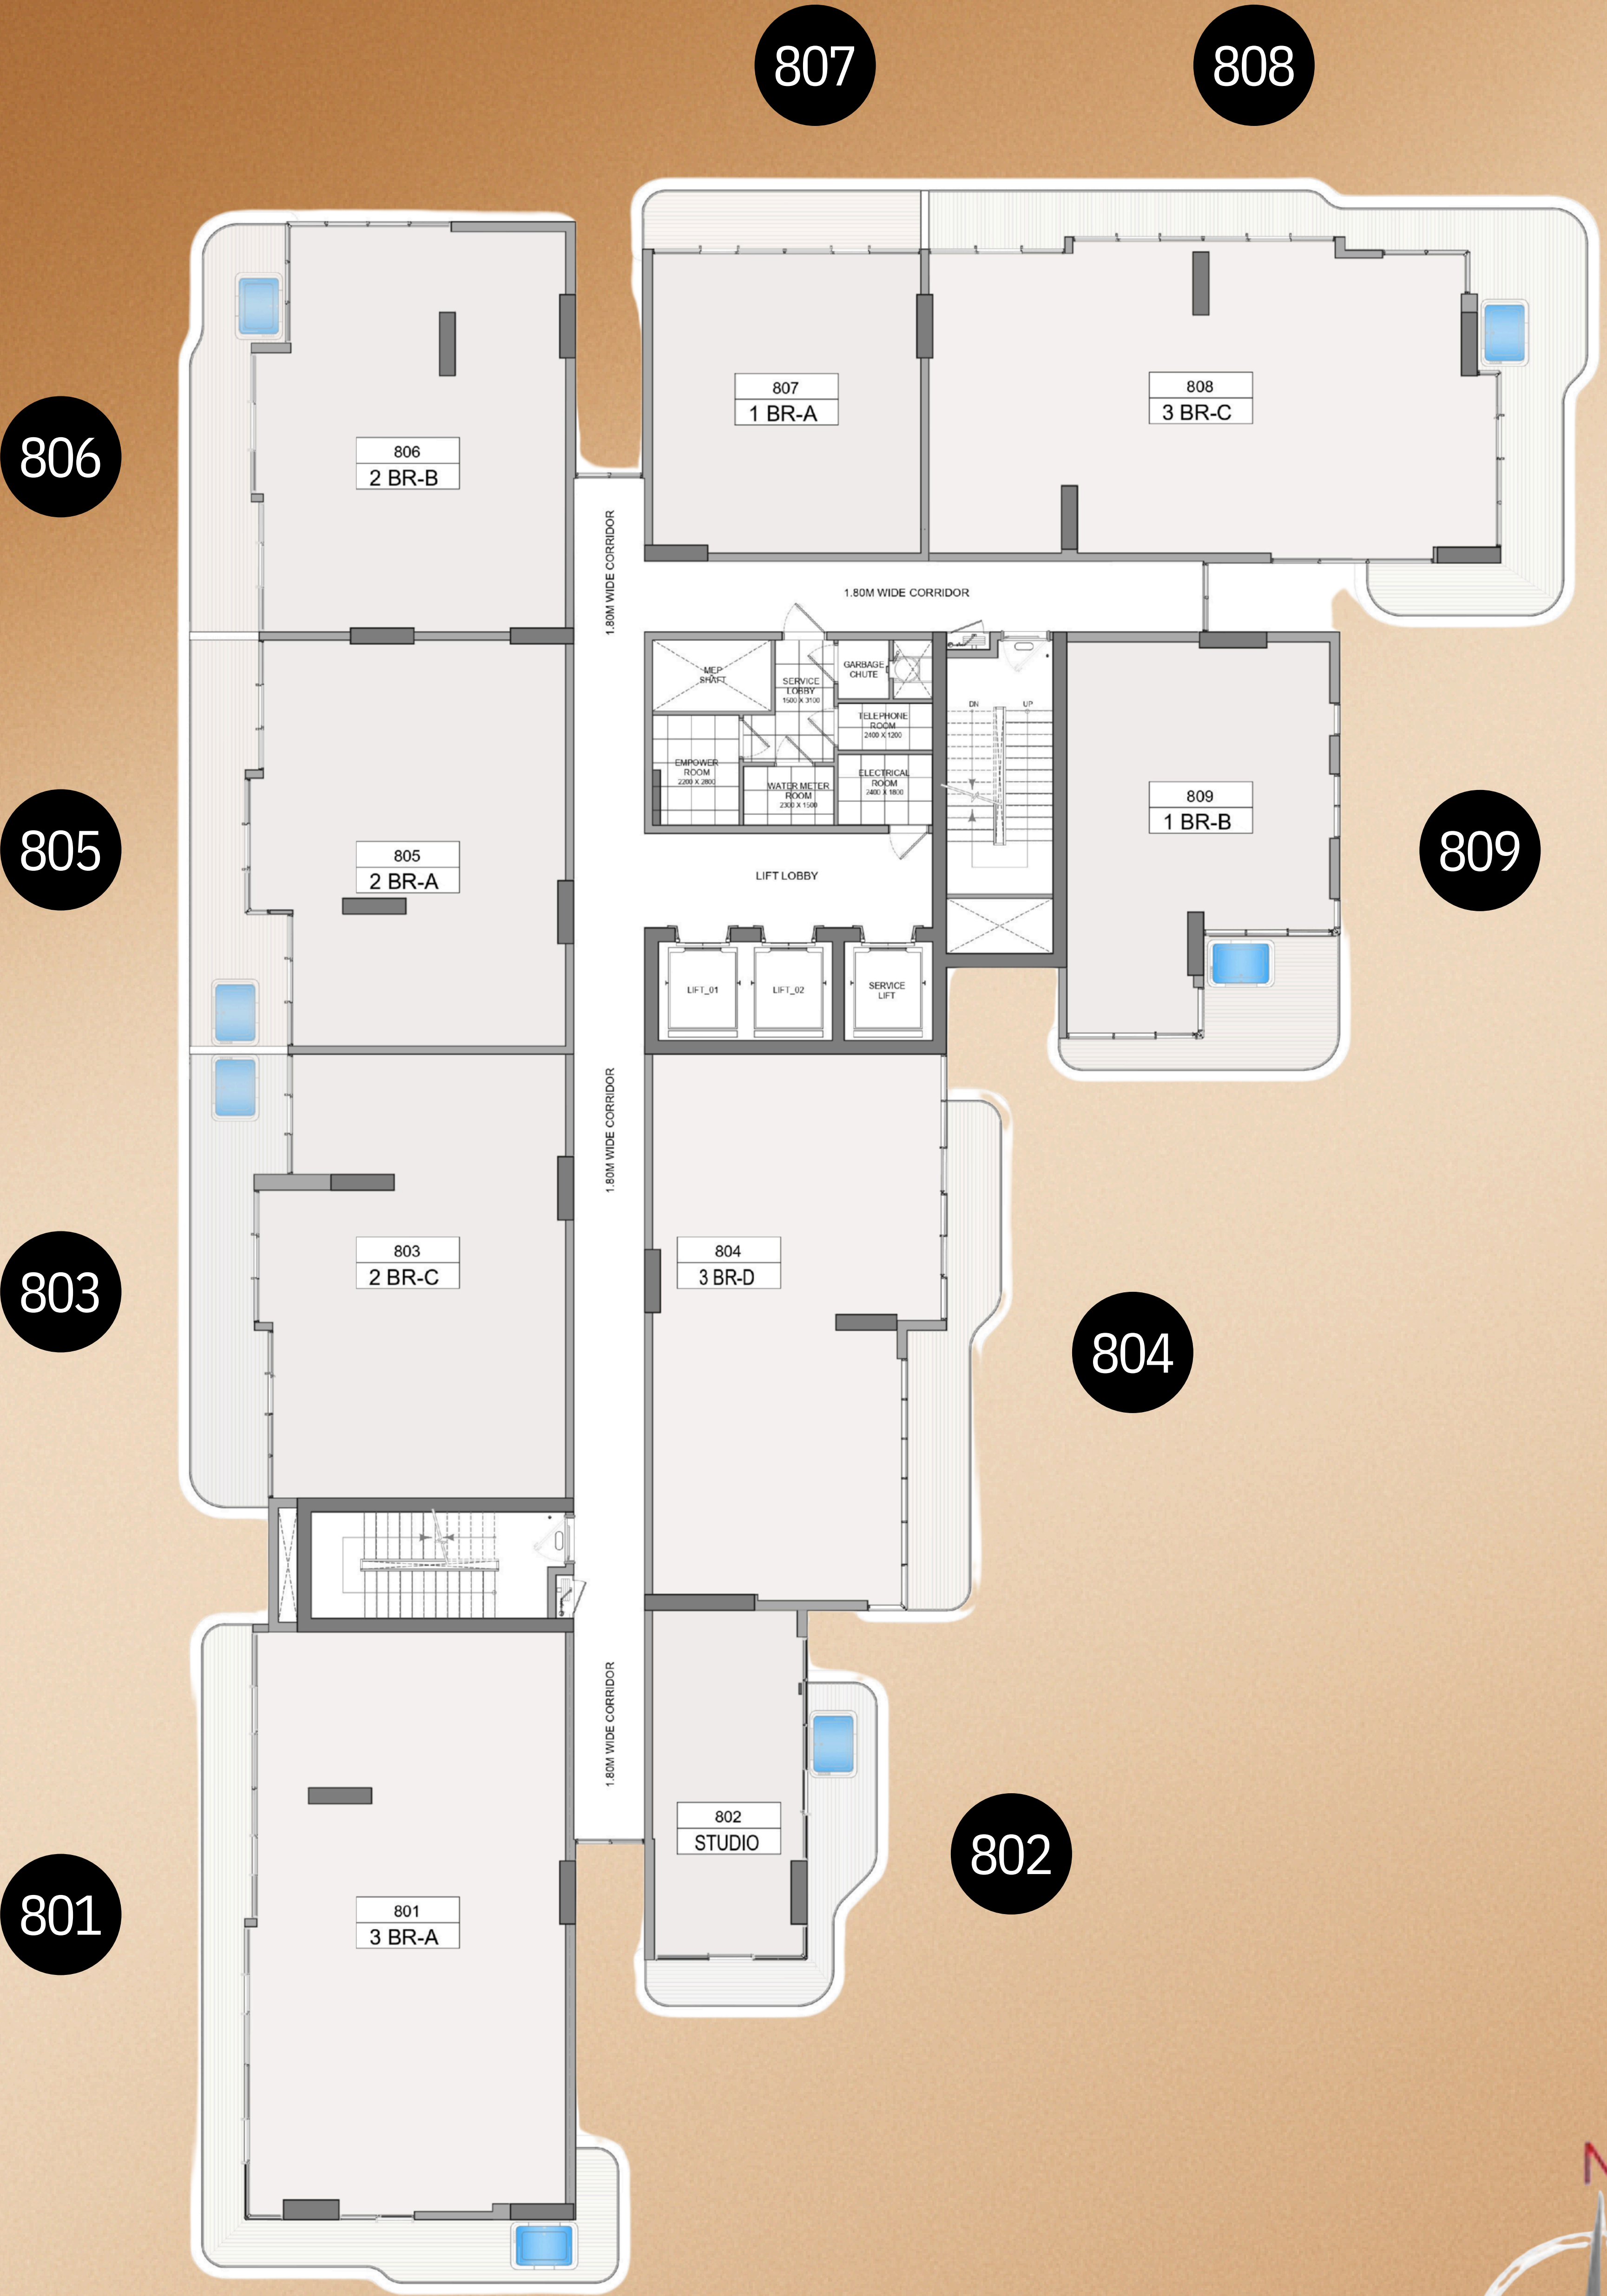 807
808
806
805
803
801
809
804
802
807
1 BR-A
808
3 BR-C
806
2 BR-B
1.80M WIDE CORRIDOR
1.80M WIDE CORRIDOR
MEP
SHAFT
SERVICE
LOBBY
1500 X 3100
GARBAGE
CHUTE
TELEPHONE
ROOM
2400 X 1200
EMPOWER
ROOM
2200 X 2800
WATER METER
ROOM
2300 X 1500
ELECTRICAL
ROOM
2400 X 1800
DN
UP
809
1 BR-B
805
2 BR-A
LIFT LOBBY
LIFT_01
LIFT_02
SERVICE
LIFT
1.80M WIDE CORRIDOR
803
2 BR-C
804
3 BR-D
1.80M WIDE CORRIDOR
802
STUDIO
801
3 BR-A
N